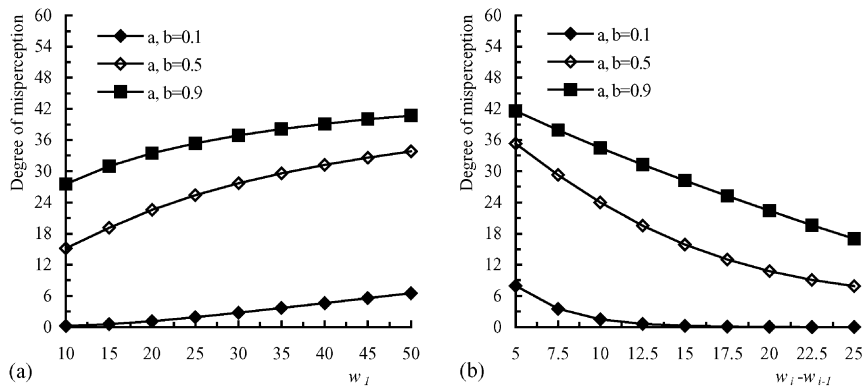 Degree of misperception
60
54
48
42
36
30
24
18
12
6
0
a, b=0.1
a, b=0.5
a, b=0.9
10 15 20 25 30 35 40 45 50
(a)
w1
Degree of misperception
60
54
48
42
36
30
24
18
12
6
0
a, b=0.1
a, b=0.5
a, b=0.9
5 7.5 10 12.5 15 17.5 20 22.5 25
(b)
wi-wi-1